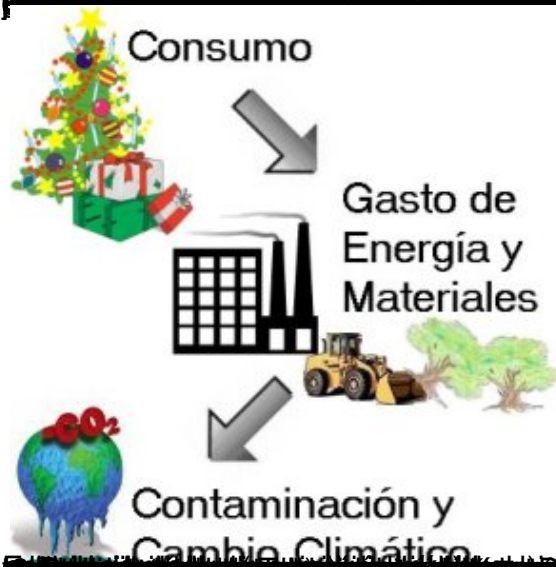 Consumo
Gasto de
Energía y
Materiales
CO₂
Contaminación y
Cambio Climático